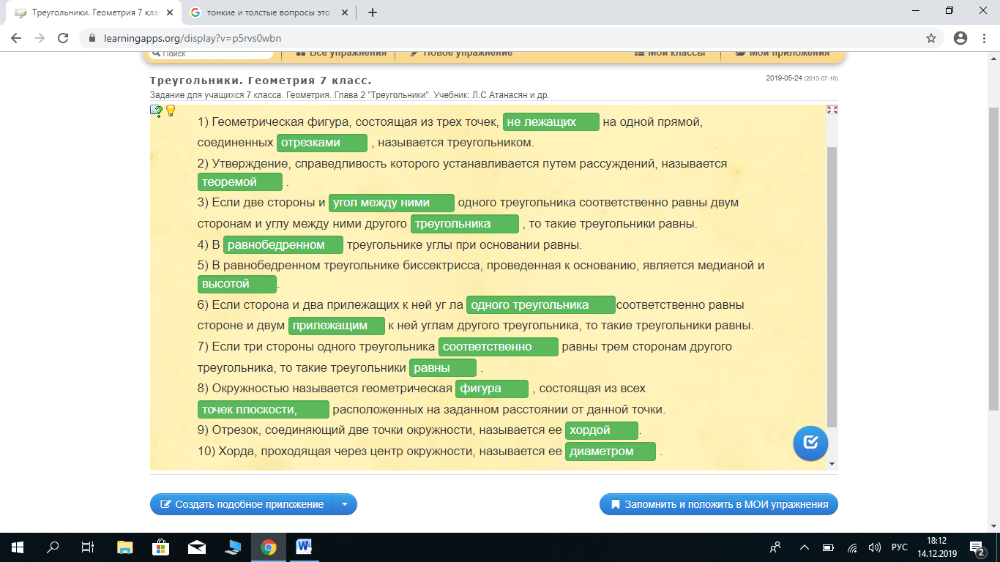 Треугольники. Геометрия 7 кла
тонкие и толстые вопросы это
learningapps.org/display?v=p5rvs0wbn
Поиск Все упражнения Новое упражнение Мои классы Мои приложения
Треугольники. Геометрия 7 класс. 2019-05-24 (2013-07-10)
Задание для учащихся 7 класса. Геометрия. Глава 2 "Треугольники". Учебник: Л.С.Атанасян и др.
1) Геометрическая фигура, состоящая из трех точек, не лежащих на одной прямой,
соединенных отрезками , называется треугольником.
2) Утверждение, справедливость которого устанавливается путем рассуждений, называется
теоремой .
3) Если две стороны и угол между ними одного треугольника соответственно равны двум
сторонам и углу между ними другого треугольника , то такие треугольники равны.
4) В равнобедренном треугольнике углы при основании равны.
5) В равнобедренном треугольнике биссектрисса, проведенная к основанию, является медианой и
высотой .
6) Если сторона и два прилежащих к ней уг ла одного треугольника соответственно равны
стороне и двум прилежащим к ней углам другого треугольника, то такие треугольники равны.
7) Если три стороны одного треугольника соответственно равны трем сторонам другого
треугольника, то такие треугольники равны .
8) Окружностью называется геометрическая фигура , состоящая из всех
точек плоскости, расположенных на заданном расстоянии от данной точки.
9) Отрезок, соединяющий две точки окружности, называется ее хордой .
10) Хорда, проходящая через центр окружности, называется ее диаметром .
Создать подобное приложение Запомнить и положить в МОИ упражнения
РУС 18:12
14.12.2019 2